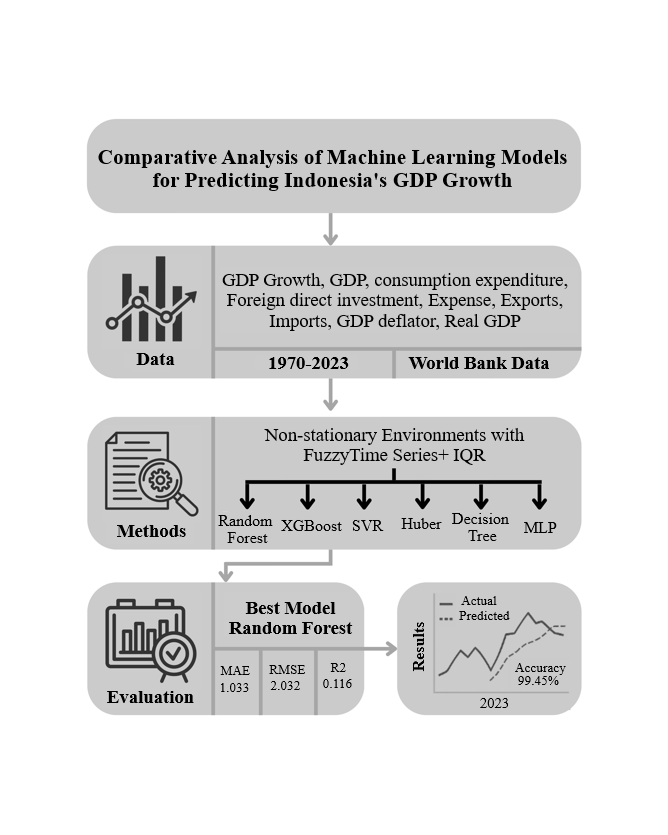 Comparative Analysis of Machine Learning Models
for Predicting Indonesia's GDP Growth
GDP Growth, GDP, consumption expenditure,
Foreign direct investment, Expense, Exports,
Imports, GDP deflator, Real GDP
Data
1970-2023
World Bank Data
Non-stationary Environments with
FuzzyTime Series+ IQR
Methods
Random
Forest
XGBoost
SVR
Huber
Decision
Tree
MLP
Evaluation
Best Model
Random Forest
MAE
1.033
RMSE
2.032
R2
0.116
Results
Actual
Predicted
Accuracy
99.45%
2023